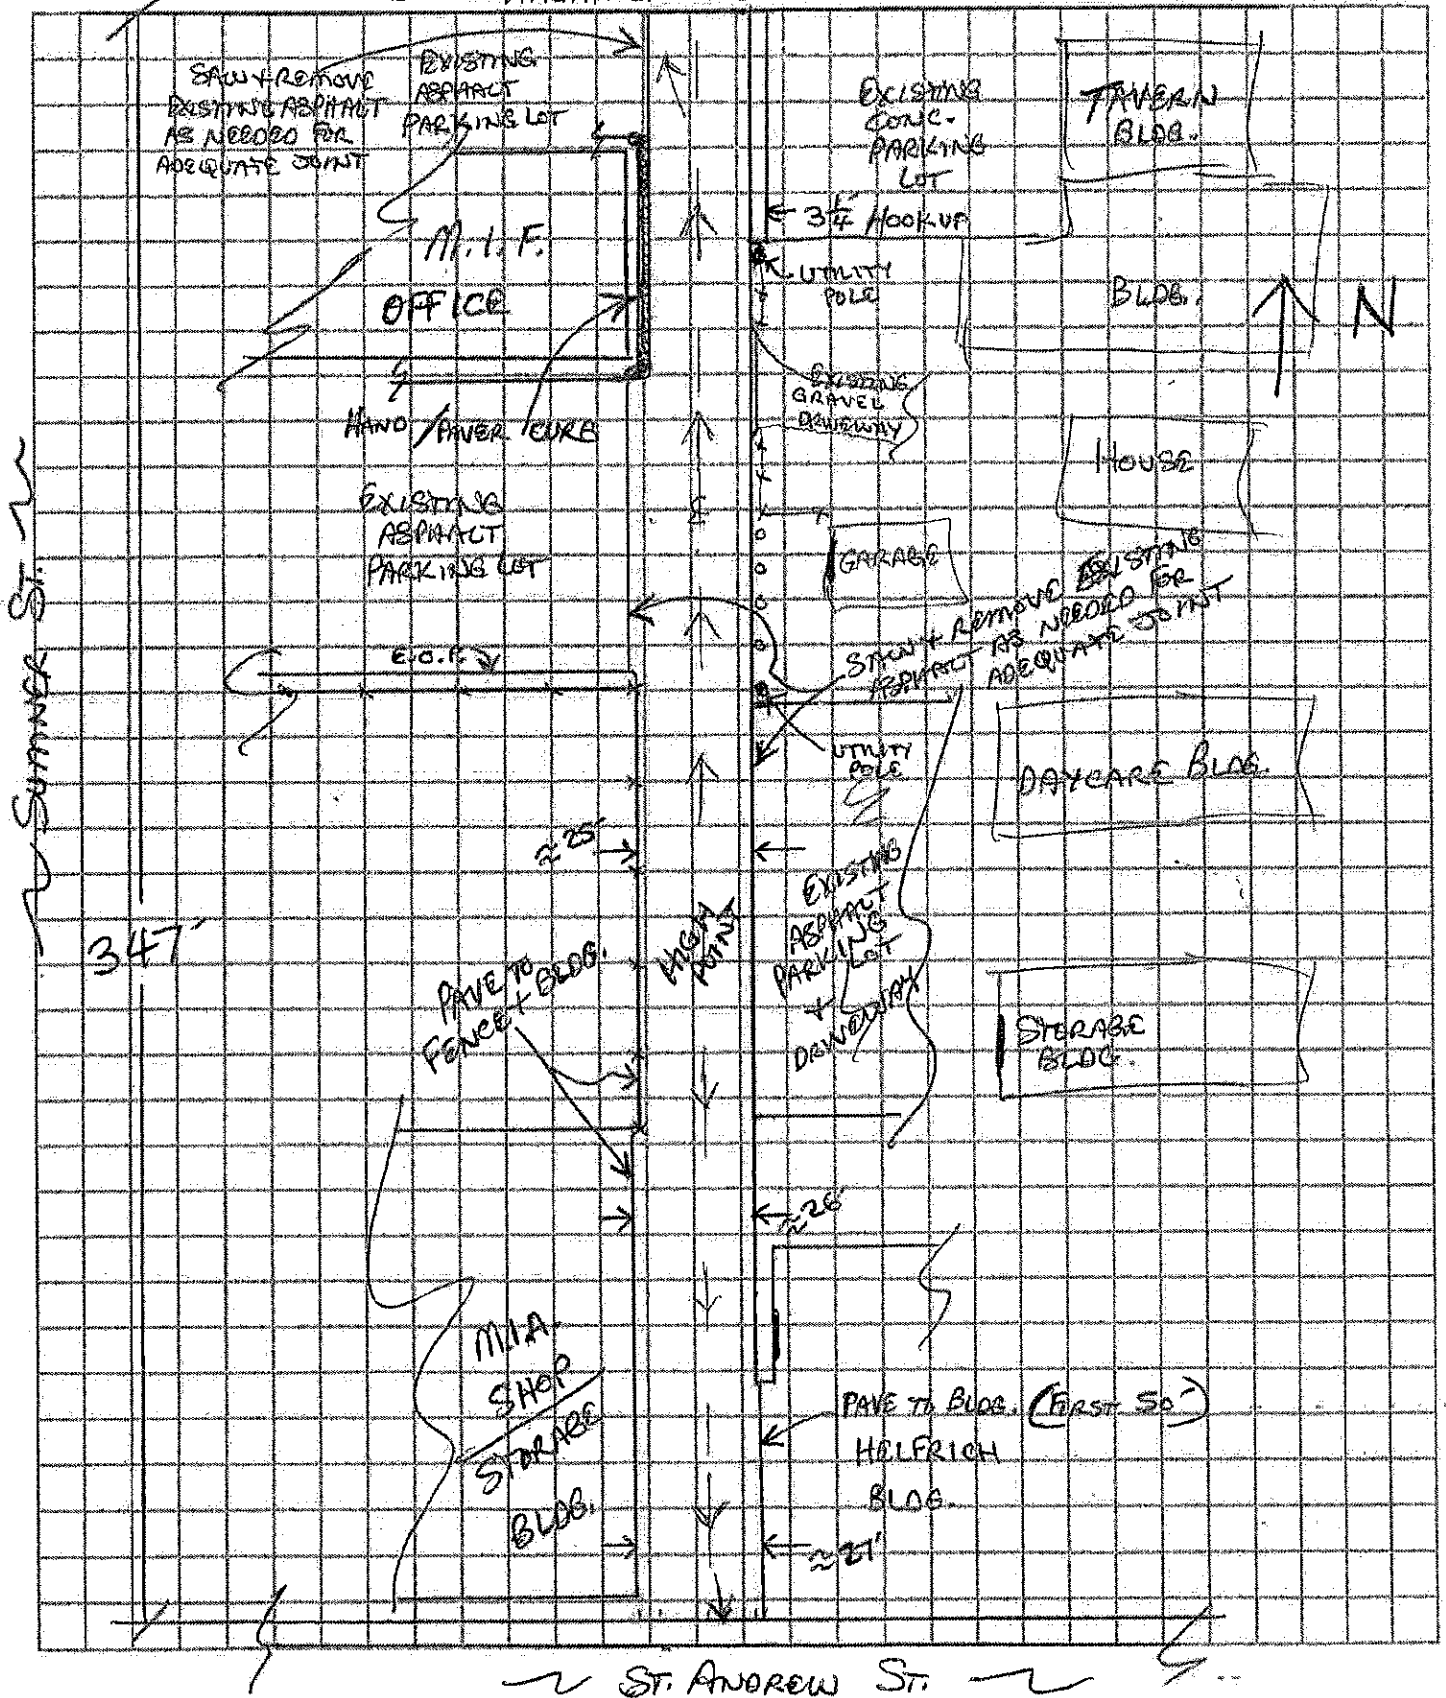 SAW + REMOVE
EXISTING ASPHALT
AS NEEDED FOR
ADEQUATE JOINT
EXISTING
ASPHALT
PARKING LOT
EXISTING
CONC.
PARKING
LOT
TAVERN
BLDG.
M.I.F.
OFFICE
3 1/4" HOOKUP
UTILITY
POLE
BLDG.
N
EXISTING
GRAVEL
DRIVEWAY
HAND/PAVER CURB
HOUSE
EXISTING
ASPHALT
PARKING LOT
GARAGE
SAW + REMOVE EXISTING
ASPHALT AS NEEDED FOR
ADEQUATE JOINT
E.O.P.
~ SUMNER ST. ~
UTILITY
POLE
DAYCARE BLDG.
≈ 25'
EXISTING
ASPHALT
PARKING
LOT
+
DRIVEWAY
HIGH
POINT
347'
PAVE TO
FENCE + BLDG.
STORAGE
BLDG.
≈ 26'
M.I.A.
SHOP
STORAGE
BLDG.
PAVE TO BLDG. (FIRST 50')
HELFRICH
BLDG.
≈ 27'
~ ST. ANDREW ST. ~